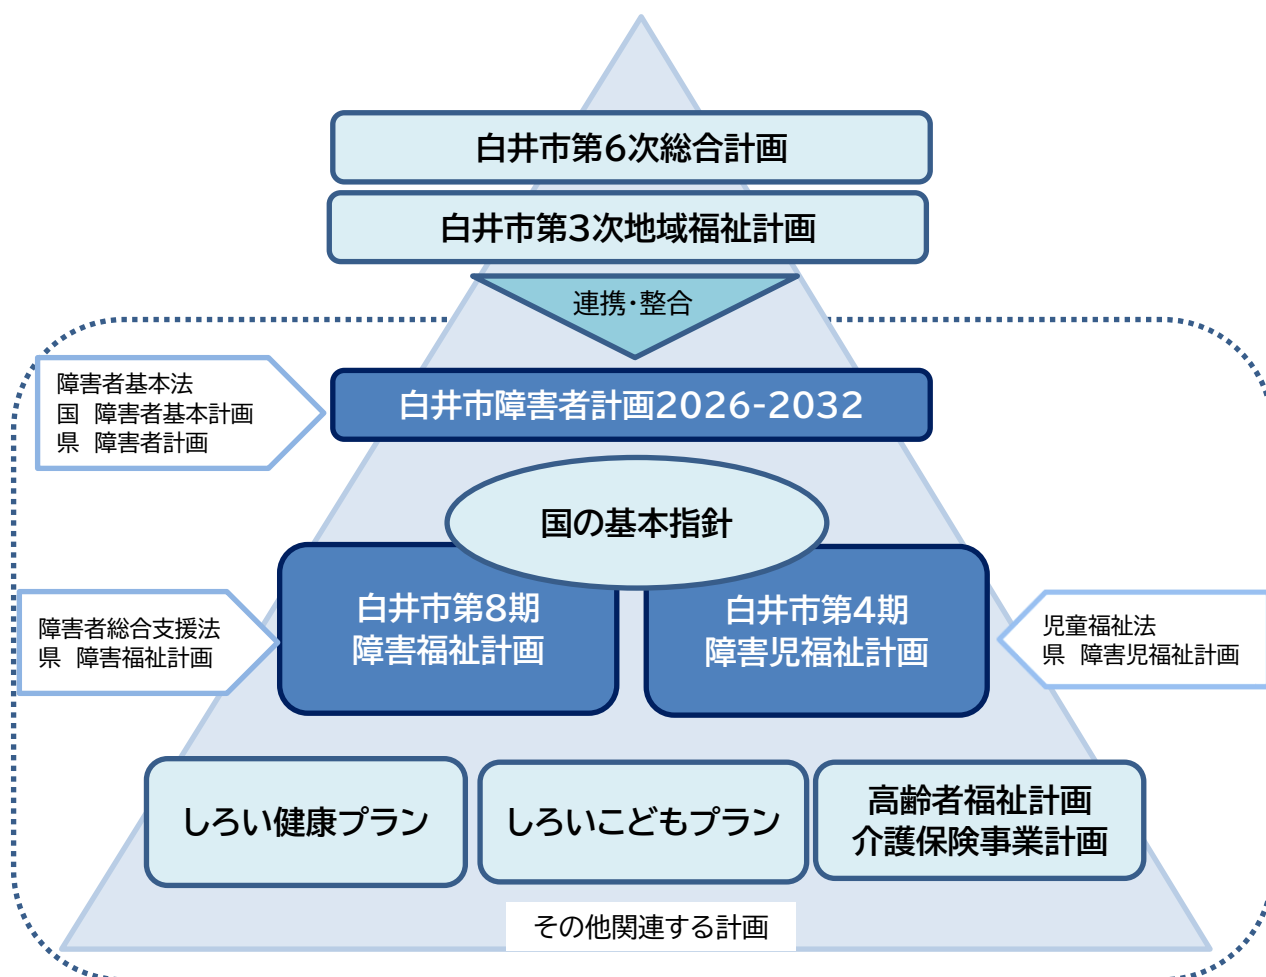 白井市第6次総合計画
白井市第3次地域福祉計画
連携・整合
障害者基本法
国　障害者基本計画
県　障害者計画
白井市障害者計画2026-2032
国の基本指針
白井市第8期
障害福祉計画
白井市第4期
障害児福祉計画
障害者総合支援法
県　障害福祉計画
児童福祉法
県　障害児福祉計画
しろい健康プラン
しろいこどもプラン
高齢者福祉計画
介護保険事業計画
その他関連する計画